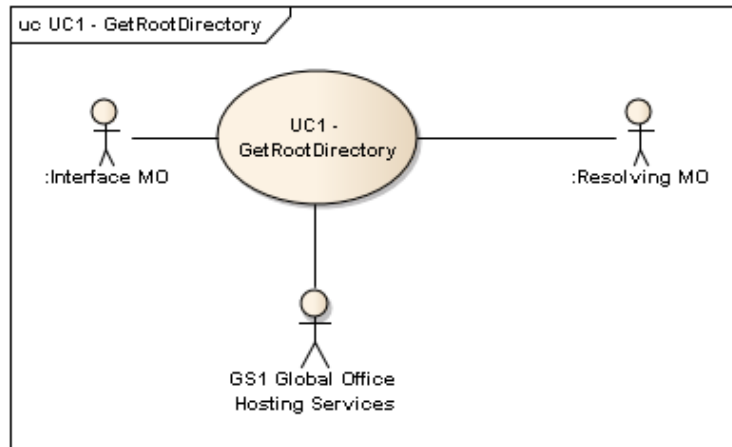 uc UC1 - GetRootDirectory
UC1 -
GetRootDirectory
:Interface MO
:Resolving MO
GS1 Global Office
Hosting Services